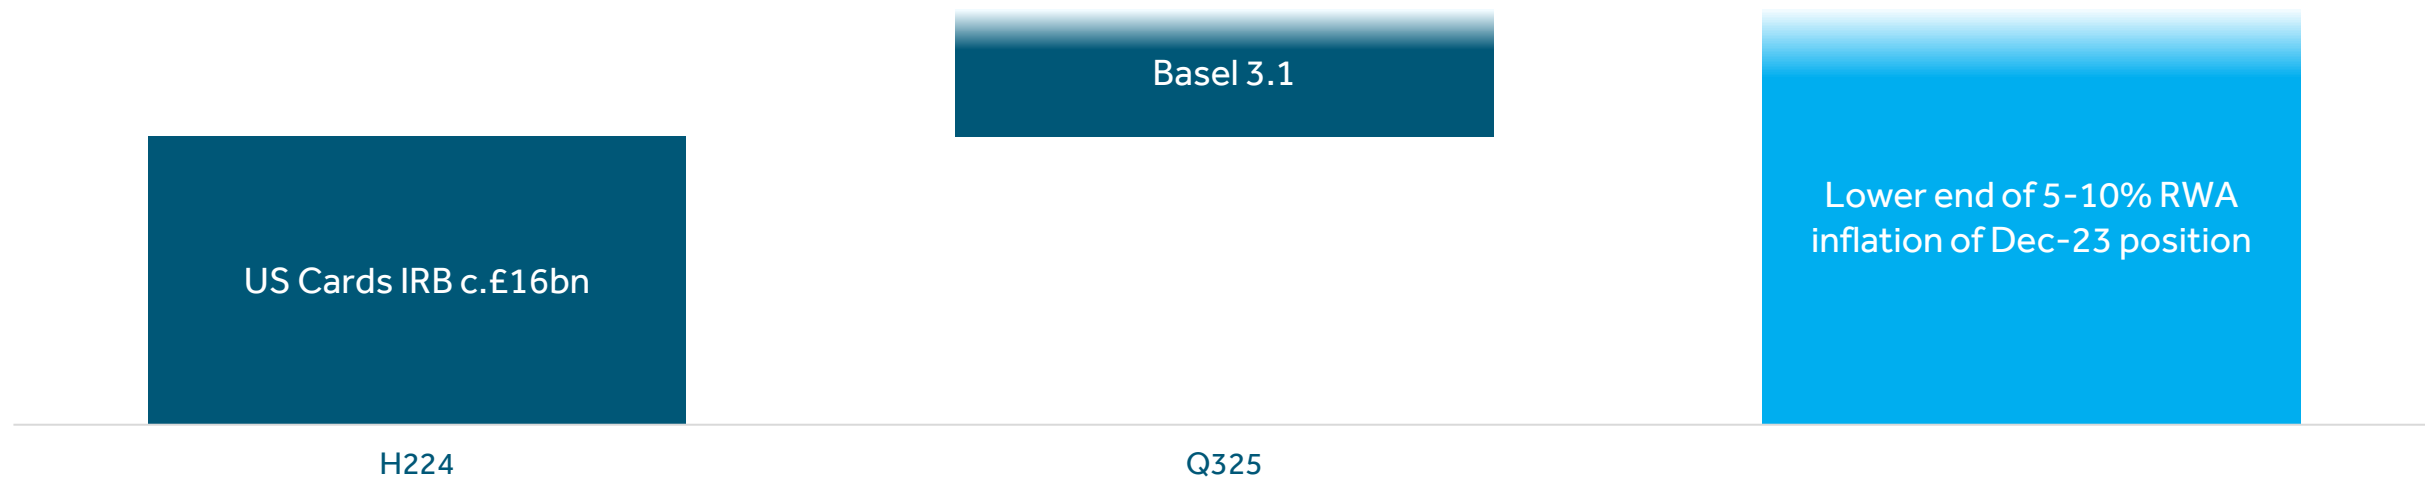 Basel 3.1
US Cards IRB c.£16bn
Lower end of 5-10% RWA
inflation of Dec-23 position
H224
Q325